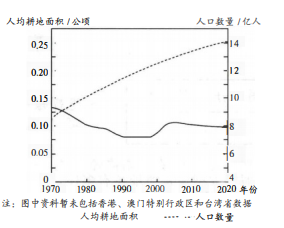 人均耕地面积/公顷 人口数量/亿人
0,25 14
0.20 12
0.15 10
0.10 8
0.05 6
0 4
1970 1980 1990 2000 2010 2020 年份
注：图中资料暂未包括香港、澳门特别行政区和台湾省数据
人均耕地面积 人口数量